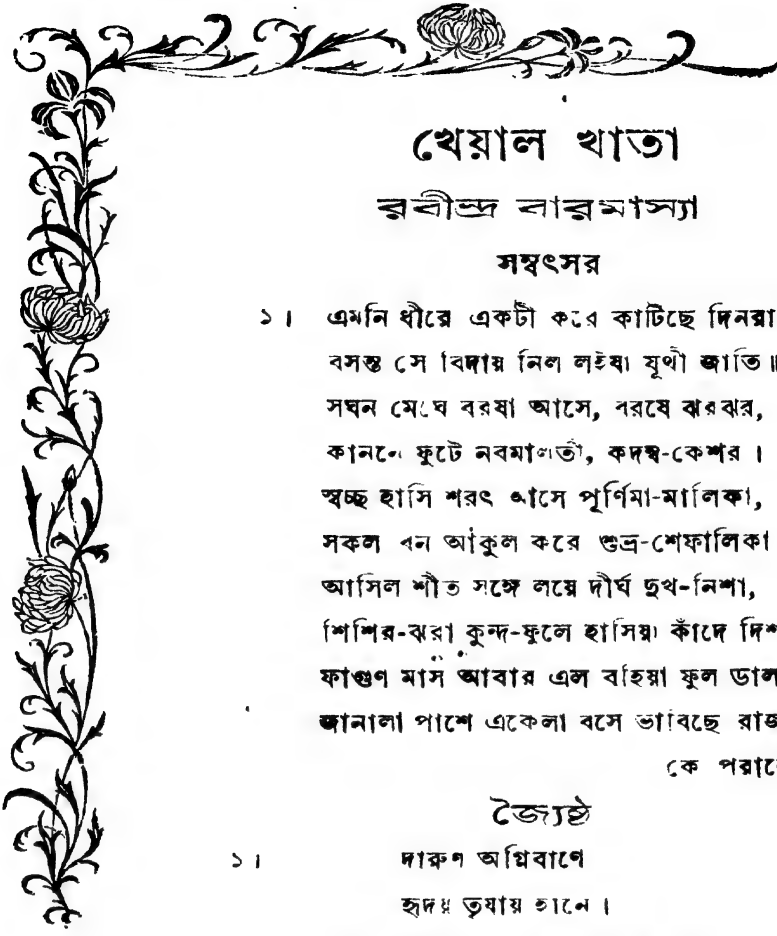 খেয়াল খাতা
রবীন্দ্র বারমাস্যা
সম্বৎসর
১। এমনি ধীরে একটী করে কাটিছে দিনরা
বসন্ত সে বিদায় নিল লইয়া যূথী জাতি॥
সঘন মেঘে বরষা আসে, বরষে ঝরঝর,
কাননে ফুটে নবমালতী, কদম্ব-কেশর।
স্বচ্ছ হাসি শরৎ আসে পূর্ণিমা-মালিকা,
সকল বন আকুল করে শুভ্র-শেফালিকা
আসিল শীত সঙ্গে লয়ে দীর্ঘ দুখ-নিশা,
শিশির-ঝরা কুন্দ-ফুলে হাসিয়া কাঁদে দিশ
ফাগুণ মাস আবার এল বহিয়া ফুল ডাল
জানালা পাশে একেলা বসে ভাবিছে রাজ
কে পরাবে
জ্যৈষ্ঠ
১। দারুণ অগ্নিবাণে
হৃদয় তৃষায় হানে।